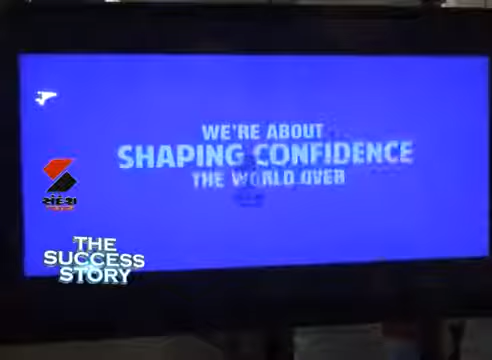 WE'RE ABOUT
SHAPING CONFIDENCE
THE WORLD OVER
સંદેશ
THE
SUCCESS
STORY